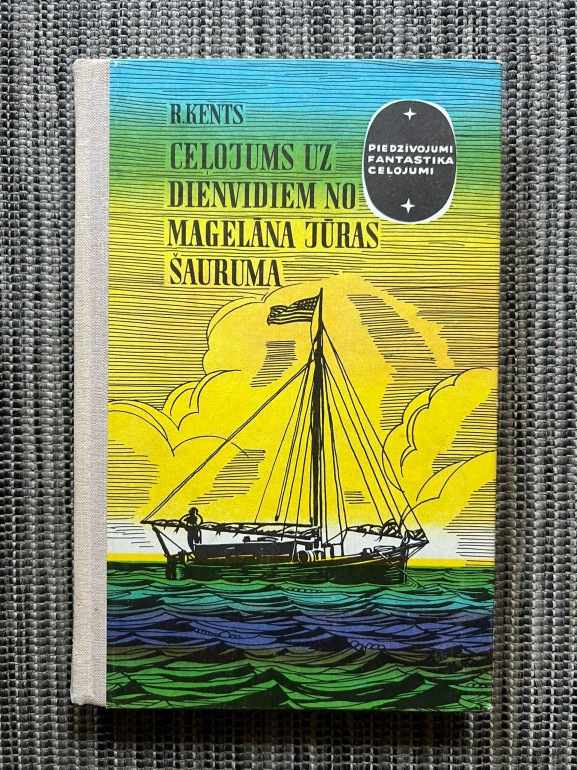 R.KENTS
CEĻOJUMS UZ
DIENVIDIEM NO
MAGELĀNA JŪRAS
ŠAURUMA
PIEDZĪVOJUMI
FANTASTIKA
CEĻOJUMI